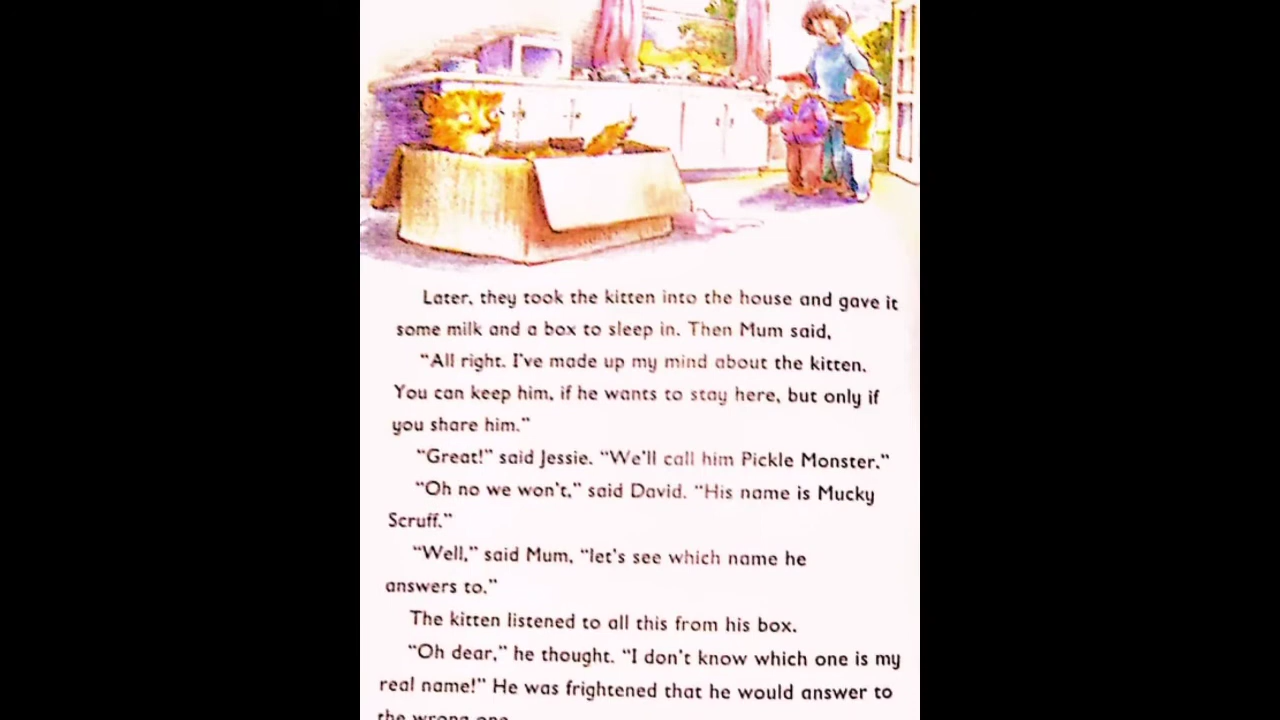 Later, they took the kitten into the house and gave it
some milk and a box to sleep in. Then Mum said,
“All right. I've made up my mind about the kitten.
You can keep him, if he wants to stay here, but only if
you share him.”
“Great!” said Jessie. “We'll call him Pickle Monster.”
“Oh no we won't,” said David. “His name is Mucky
Scruff.”
“Well,” said Mum, “let's see which name he
answers to.”
The kitten listened to all this from his box.
“Oh dear,” he thought. “I don't know which one is my
real name!” He was frightened that he would answer to
the wrong one